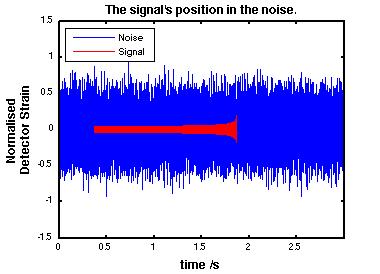 The signal's position in the noise.
Noise
Signal
Normalised
Detector Strain
1.5
1
0.5
0
-0.5
-1
-1.5
0
0.5
1
1.5
2
2.5
time /s